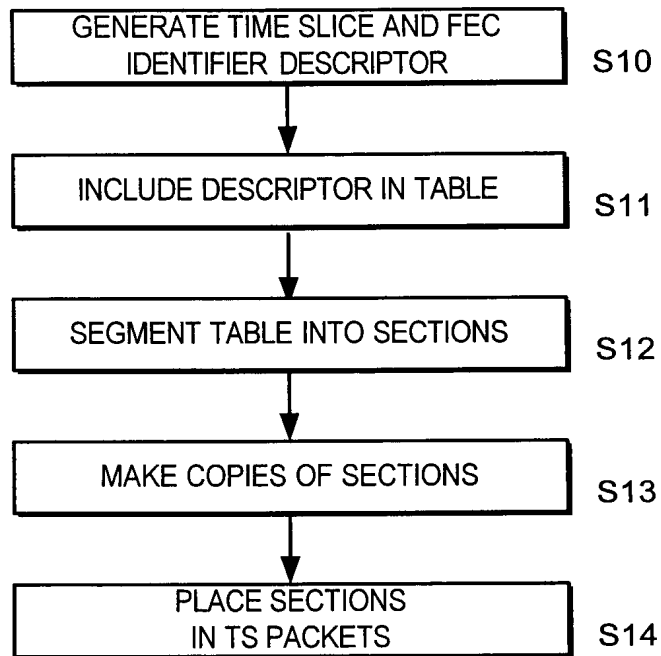 GENERATE TIME SLICE AND FEC
IDENTIFIER DESCRIPTOR
S10
INCLUDE DESCRIPTOR IN TABLE
S11
SEGMENT TABLE INTO SECTIONS
S12
MAKE COPIES OF SECTIONS
S13
PLACE SECTIONS
IN TS PACKETS
S14